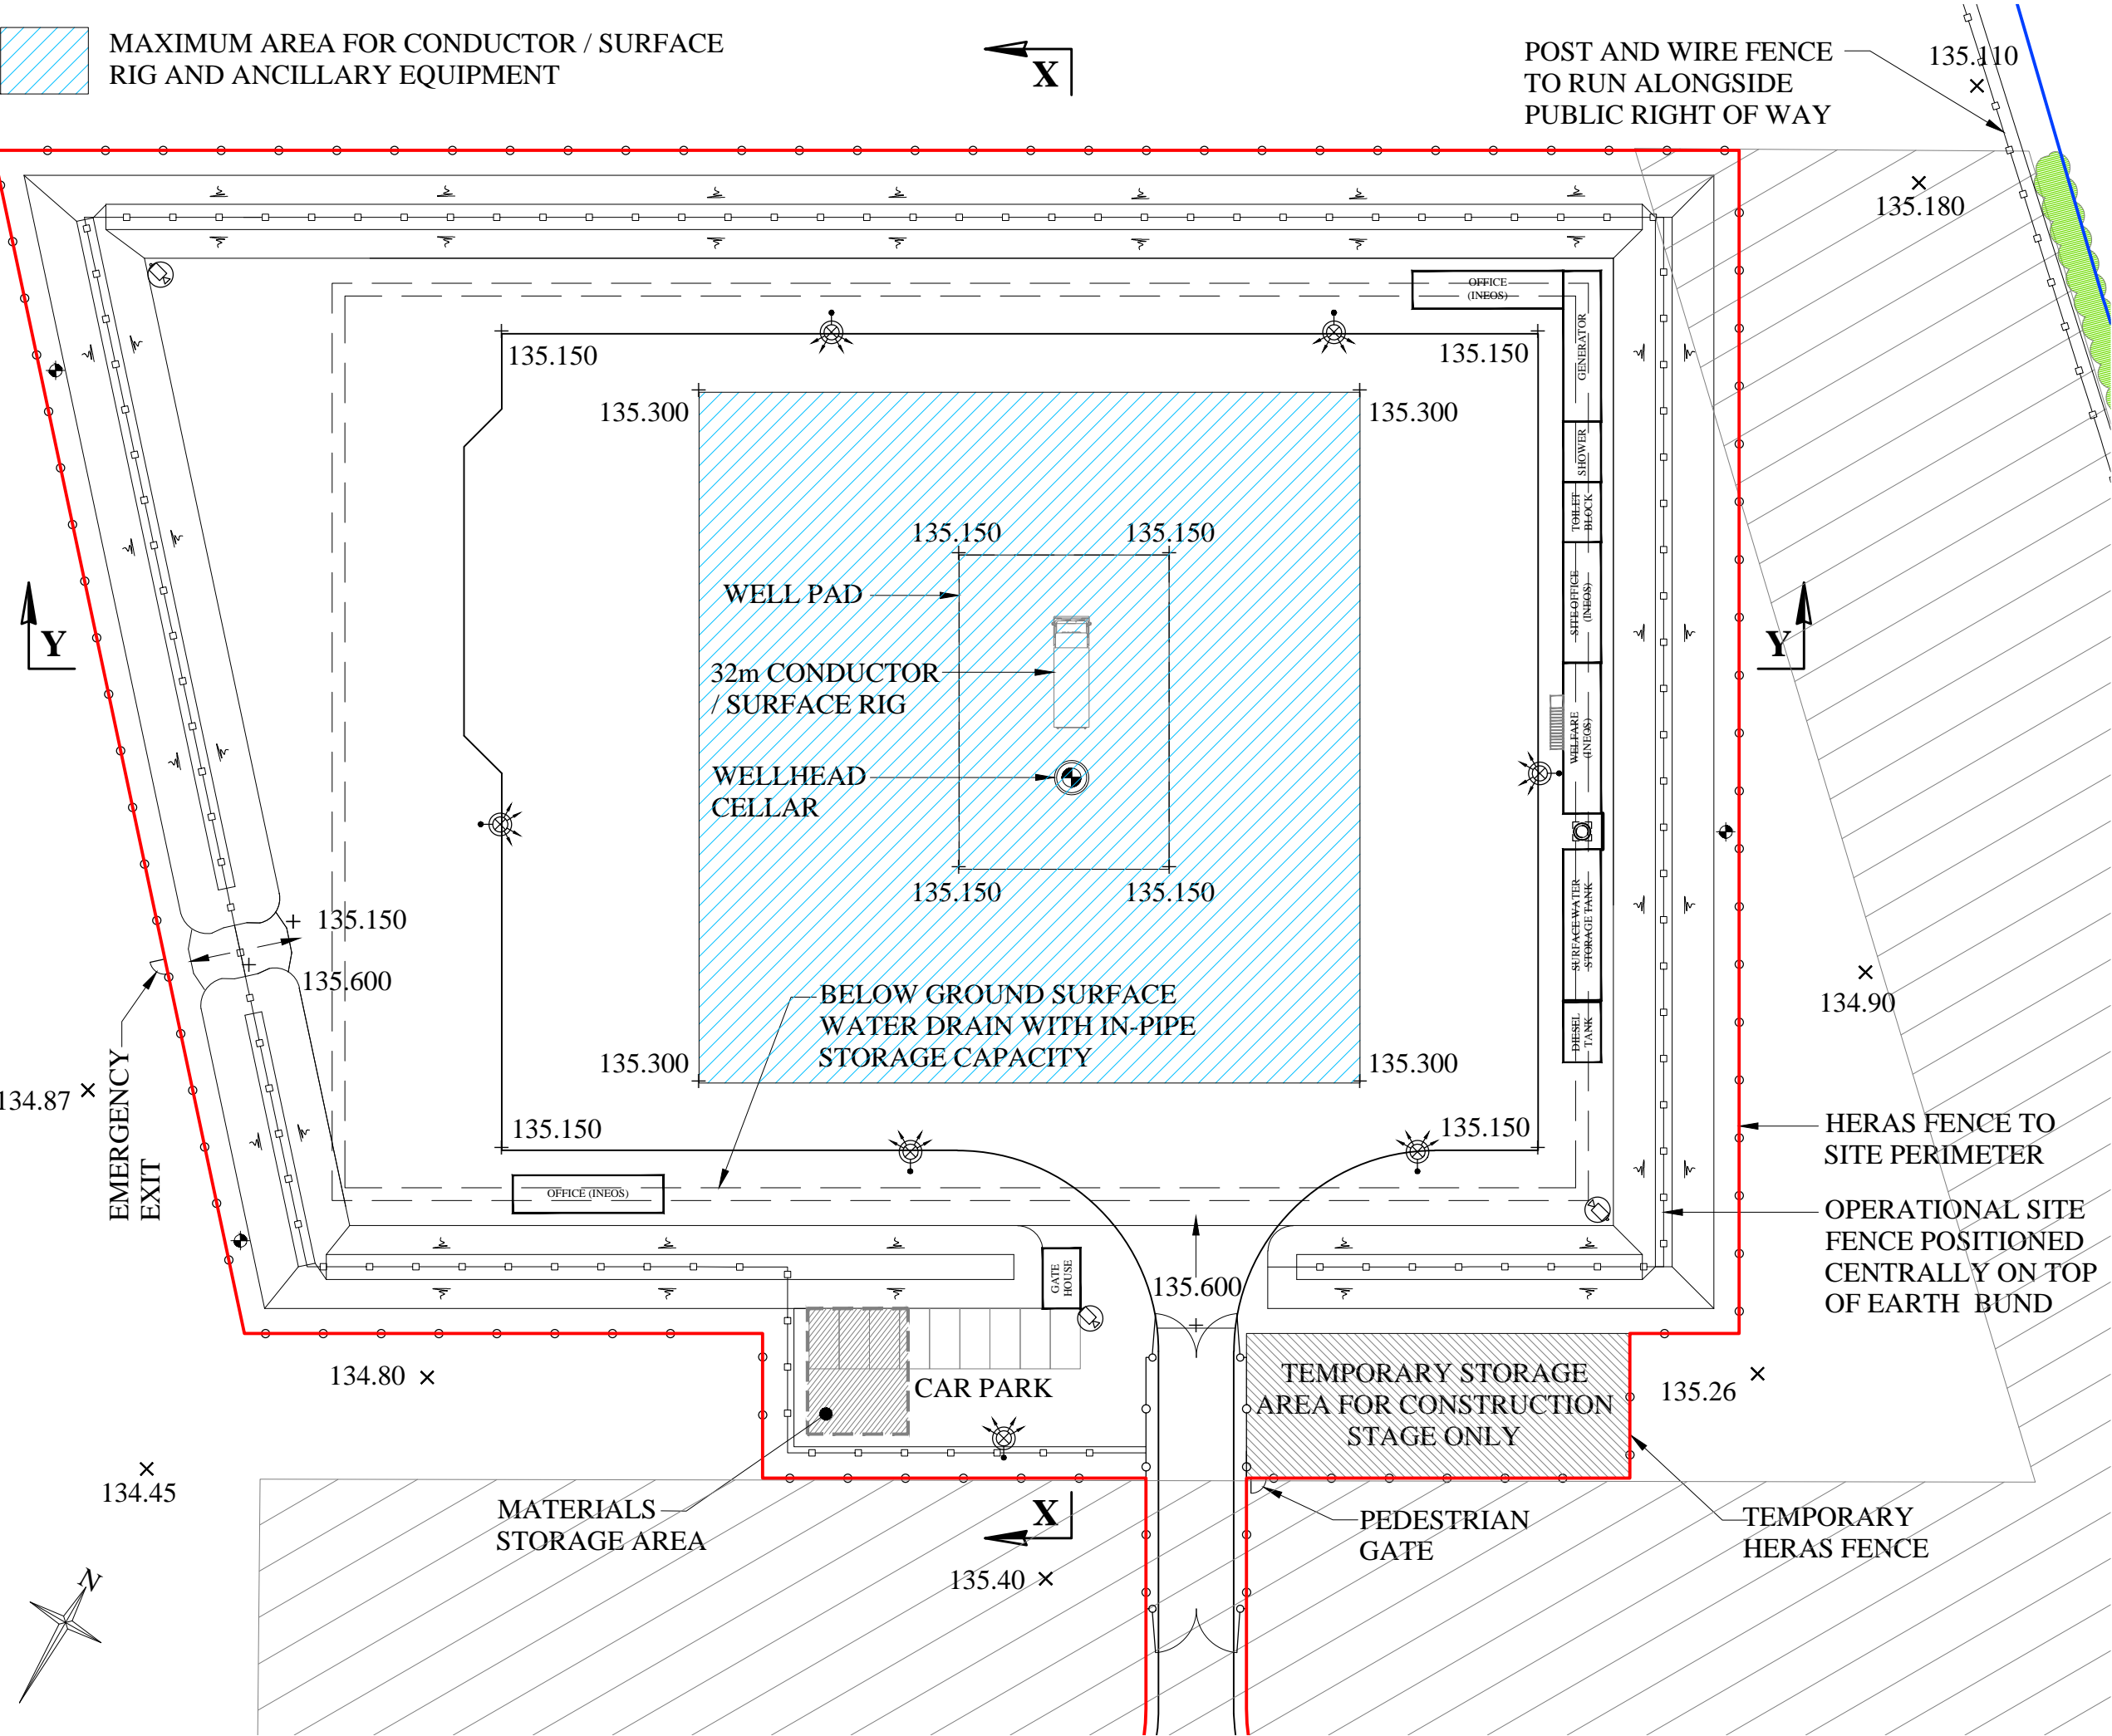 MAXIMUM AREA FOR CONDUCTOR / SURFACE
RIG AND ANCILLARY EQUIPMENT
X
POST AND WIRE FENCE
TO RUN ALONGSIDE
PUBLIC RIGHT OF WAY
135.110
135.180
OFFICE
(INEOS)
GENERATOR
135.150
135.150
135.300
135.300
SHOWER
TOILET
BLOCK
135.150
135.150
WELL PAD
SITE OFFICE
(INEOS)
Y
Y
32m CONDUCTOR
/ SURFACE RIG
WELFARE
(INEOS)
WELLHEAD
CELLAR
135.150
135.150
SURFACE WATER
STORAGE TANK
135.150
135.600
134.90
BELOW GROUND SURFACE
WATER DRAIN WITH IN-PIPE
STORAGE CAPACITY
DIESEL
TANK
135.300
135.300
134.87
EMERGENCY
EXIT
135.150
135.150
HERAS FENCE TO
SITE PERIMETER
OFFICE (INEOS)
OPERATIONAL SITE
FENCE POSITIONED
CENTRALLY ON TOP
OF EARTH BUND
GATE
HOUSE
135.600
134.80
CAR PARK
TEMPORARY STORAGE
AREA FOR CONSTRUCTION
STAGE ONLY
135.26
134.45
MATERIALS
STORAGE AREA
X
PEDESTRIAN
GATE
TEMPORARY
HERAS FENCE
135.40
N